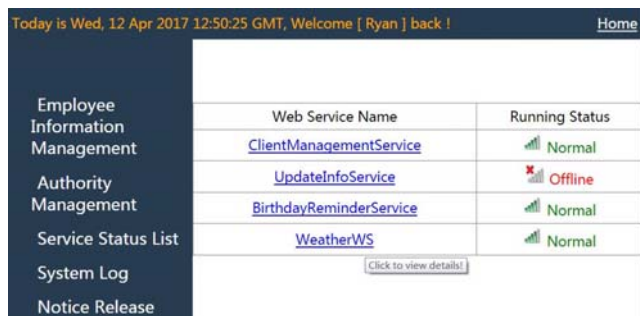 Today is Wed, 12 Apr 2017 12:50:25 GMT, Welcome [ Ryan ] back !
Home
Employee
Information
Management
Authority
Management
Service Status List
System Log
Notice Release
Web Service Name Running Status
ClientManagementService Normal
UpdateInfoService Offline
BirthdayReminderService Normal
WeatherWS Normal
Click to view details!